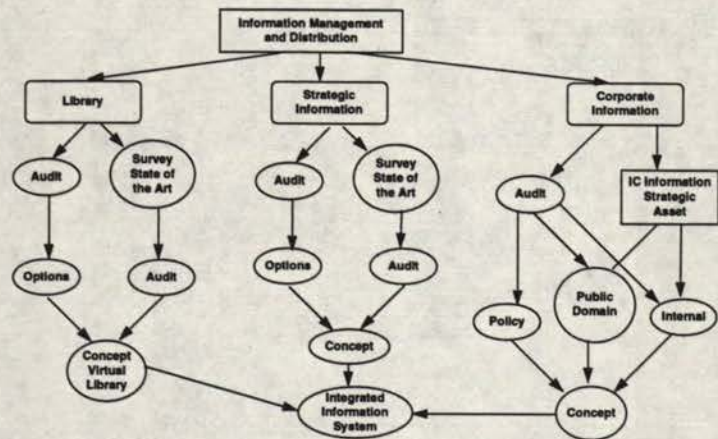 Information Management
and Distribution
Library
Strategic
Information
Corporate
Information
Audit
Survey
State of
the Art
Audit
Survey
State of
the Art
Audit
IC Information
Strategic
Asset
Options
Audit
Options
Audit
Policy
Public
Domain
Internal
Concept
Virtual
Library
Concept
Integrated
Information
System
Concept